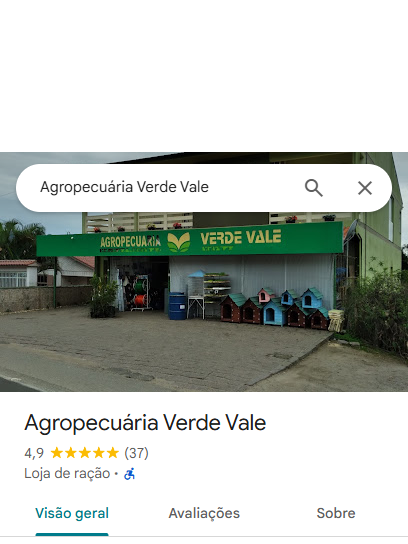 Agropecuária Verde Vale
AGROPECUÁRIA VERDE VALE
Agropecuária Verde Vale
4,9 (37)
Loja de ração ·
Visão geral Avaliações Sobre